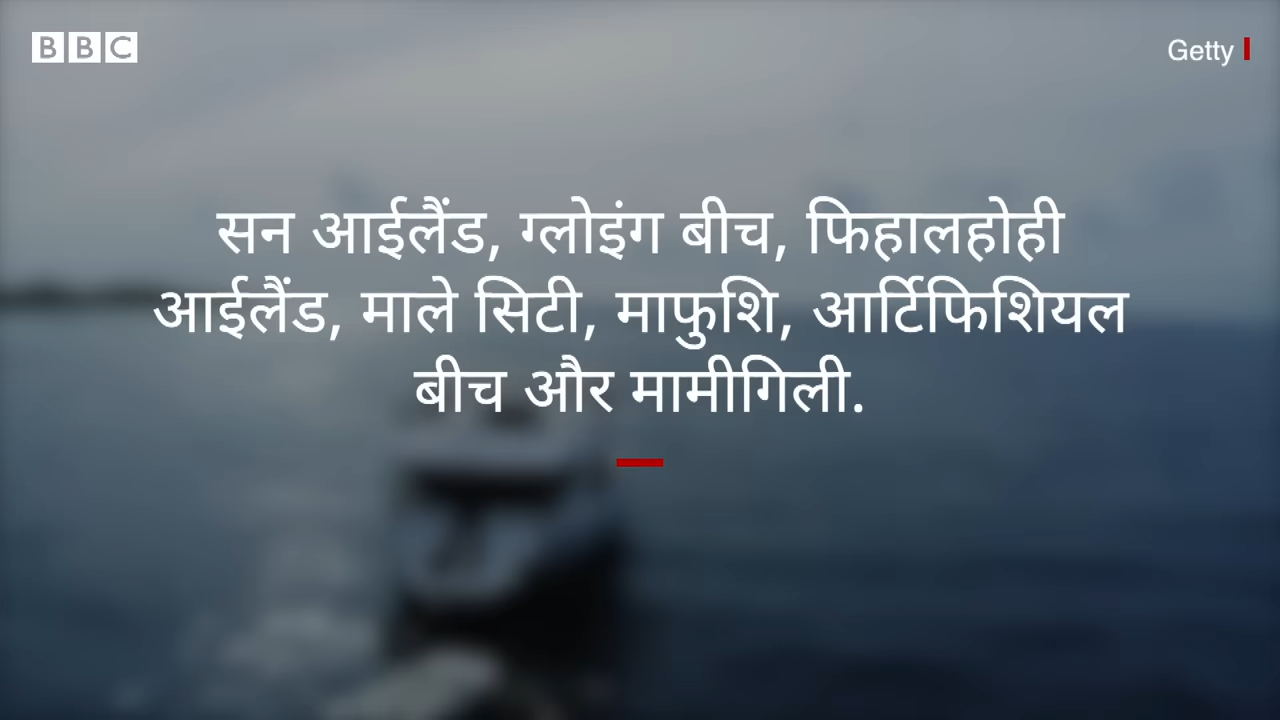 BBC
Getty
सन आईलैंड, ग्लोइंग बीच, फिहालहोही
आईलैंड, माले सिटी, माफुशि, आर्टिफिशियल
बीच और मामीगिली.